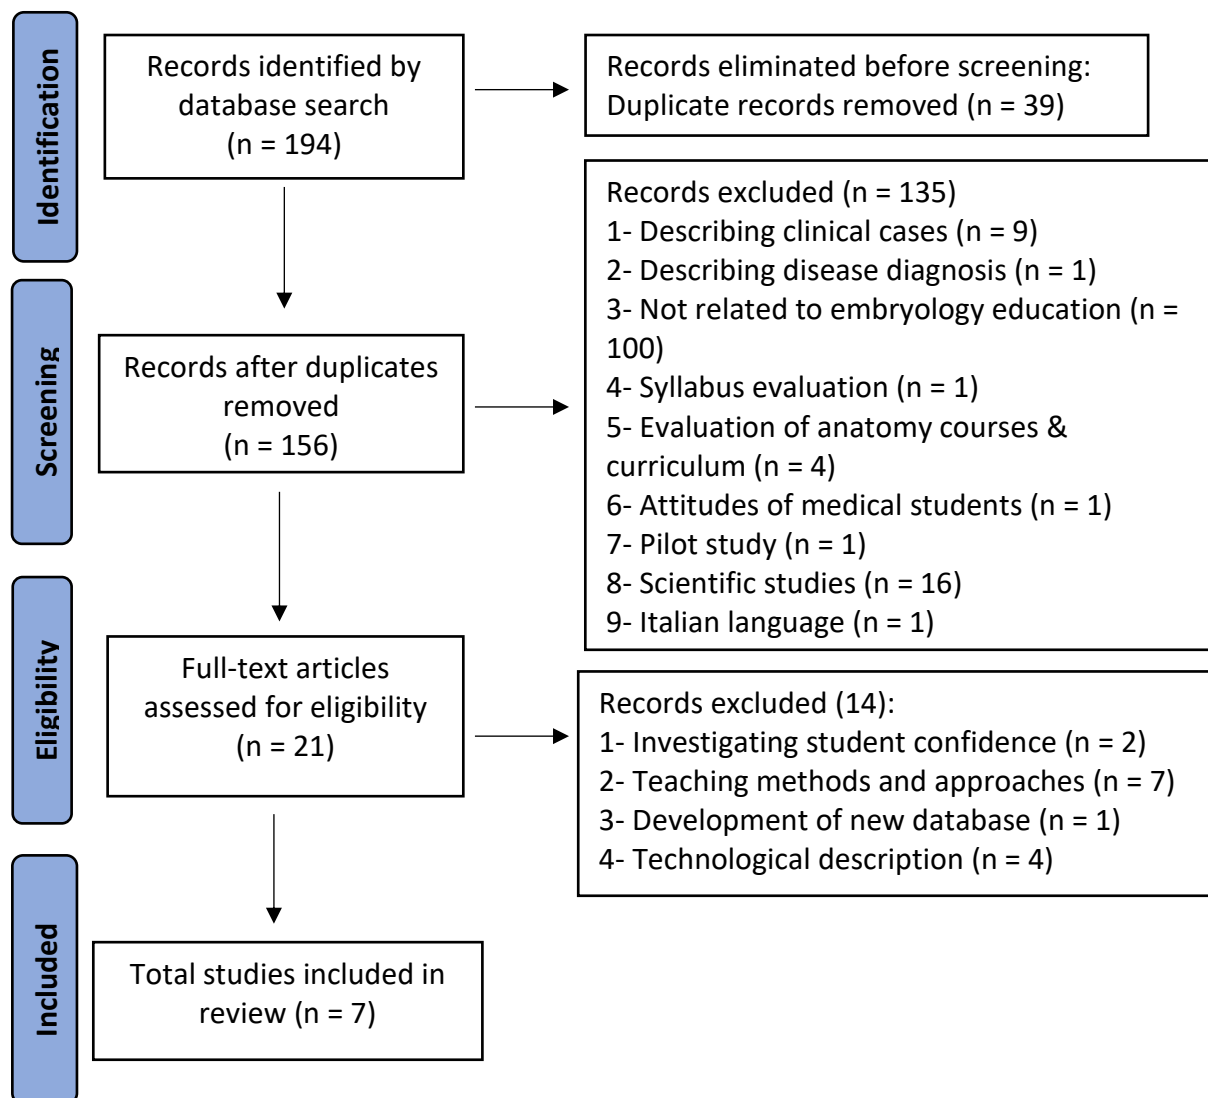 Identification
Records identified by
database search
(n = 194)
Records eliminated before screening:
Duplicate records removed (n = 39)
Records excluded (n = 135)
1- Describing clinical cases (n = 9)
2- Describing disease diagnosis (n = 1)
3- Not related to embryology education (n =
100)
4- Syllabus evaluation (n = 1)
5- Evaluation of anatomy courses &
curriculum (n = 4)
6- Attitudes of medical students (n = 1)
7- Pilot study (n = 1)
8- Scientific studies (n = 16)
9- Italian language (n = 1)
Screening
Records after duplicates
removed
(n = 156)
Eligibility
Full-text articles
assessed for eligibility
(n = 21)
Records excluded (14):
1- Investigating student confidence (n = 2)
2- Teaching methods and approaches (n = 7)
3- Development of new database (n = 1)
4- Technological description (n = 4)
Included
Total studies included in
review (n = 7)